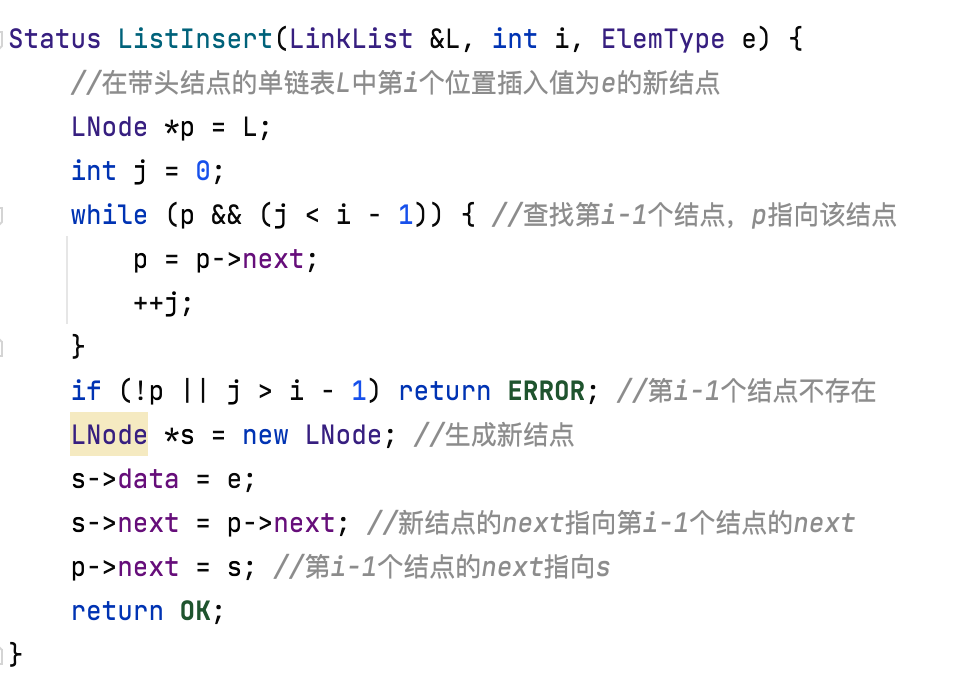 Status ListInsert(LinkList &L, int i, ElemType e) {
    //在带头结点的单链表L中第i个位置插入值为e的新结点
    LNode *p = L;
    int j = 0;
    while (p && (j < i - 1)) { //查找第i-1个结点，p指向该结点
        p = p->next;
        ++j;
    }
    if (!p || j > i - 1) return ERROR; //第i-1个结点不存在
    LNode *s = new LNode; //生成新结点
    s->data = e;
    s->next = p->next; //新结点的next指向第i-1个结点的next
    p->next = s; //第i-1个结点的next指向s
    return OK;
}